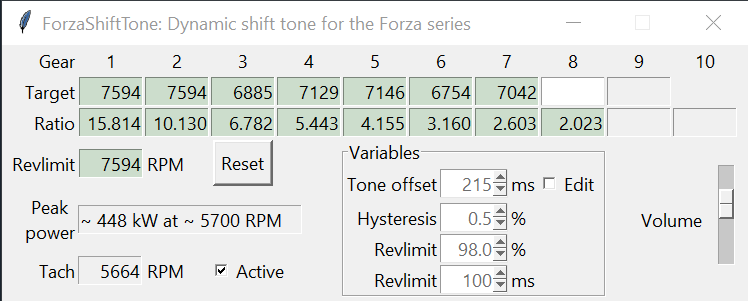 ForzaShiftTone: Dynamic shift tone for the Forza series
Gear 1 2 3 4 5 6 7 8 9 10
Target 7594 7594 6885 7129 7146 6754 7042
Ratio 15.814 10.130 6.782 5.443 4.155 3.160 2.603 2.023
Revlimit 7594 RPM Reset
Variables
Tone offset 215 ms Edit
Hysteresis 0.5 %
Revlimit 98.0 %
Revlimit 100 ms
Peak power ~ 448 kW at ~ 5700 RPM
Volume
Tach 5664 RPM Active